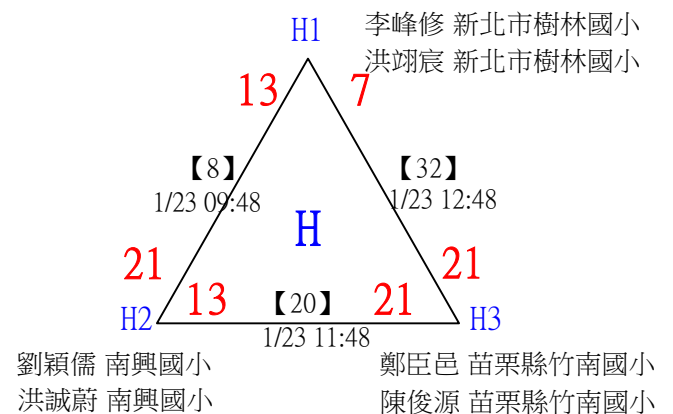 H1
李峰修 新北市樹林國小
洪翊宸 新北市樹林國小
13
7
【8】
1/23 09:48
【32】
1/23 12:48
H
21
21
13
【20】
21
H2
1/23 11:48
H3
劉穎儒 南興國小
洪誠蔚 南興國小
鄭臣邑 苗栗縣竹南國小
陳俊源 苗栗縣竹南國小